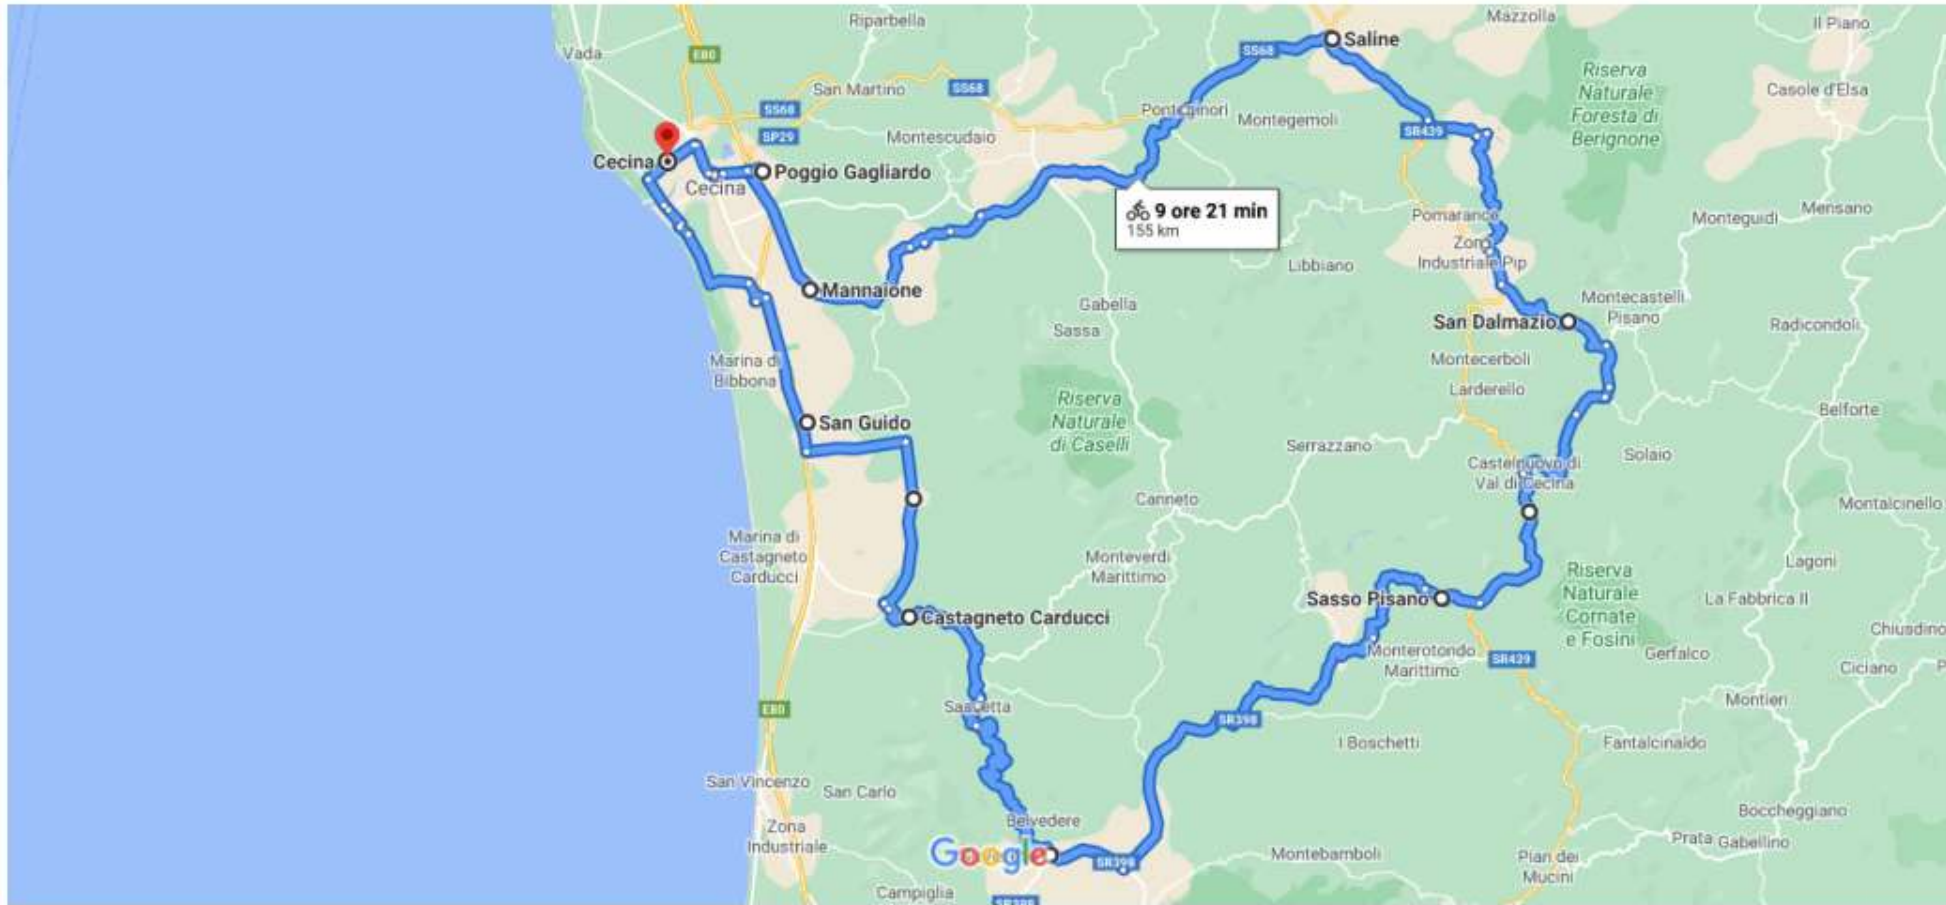 Riparbella
Mazzolla
Il Piano
Vada
E80
SS68
Saline
Riserva
Naturale
Foresta di
Berignone
Casole d'Elsa
San Martino
SS68
SS68
SP29
Ponteginori
Montegemoli
SR439
Montescudaio
Cecina
Poggio Gagliardo
Cecina
9 ore 21 min
155 km
Pomarance
Zona
Industriale Pip
Monteguidi
Mensano
Libbiano
Mannaione
Gabella
Sassa
San Dalmazio
Montecastelli
Pisano
Radicondoli
Marina di
Bibbona
Montecerboli
Larderello
Riserva
Naturale
di Caselli
Belforte
San Guido
Serrazzano
Solaio
Castelnuovo di
Val di Cecina
Canneto
Montalcinello
Marina di
Castagneto
Carducci
Monteverdi
Marittimo
Lagoni
Riserva
Naturale
Cornate
e Fosini
Sasso Pisano
La Fabbrica II
Castagneto Carducci
Chiusdino
Monterotondo
Marittimo
SR439
Gerfalco
Ciciano
P
Sassetta
Montieri
E80
SR398
I Boschetti
Fantalcinaldo
San Vincenzo
San Carlo
Boccheggiano
Belvedere
Zona
Industriale
Prata
Gabellino
Google
SR398
Montebamboli
Pian dei
Mucini
Campiglia
SR398